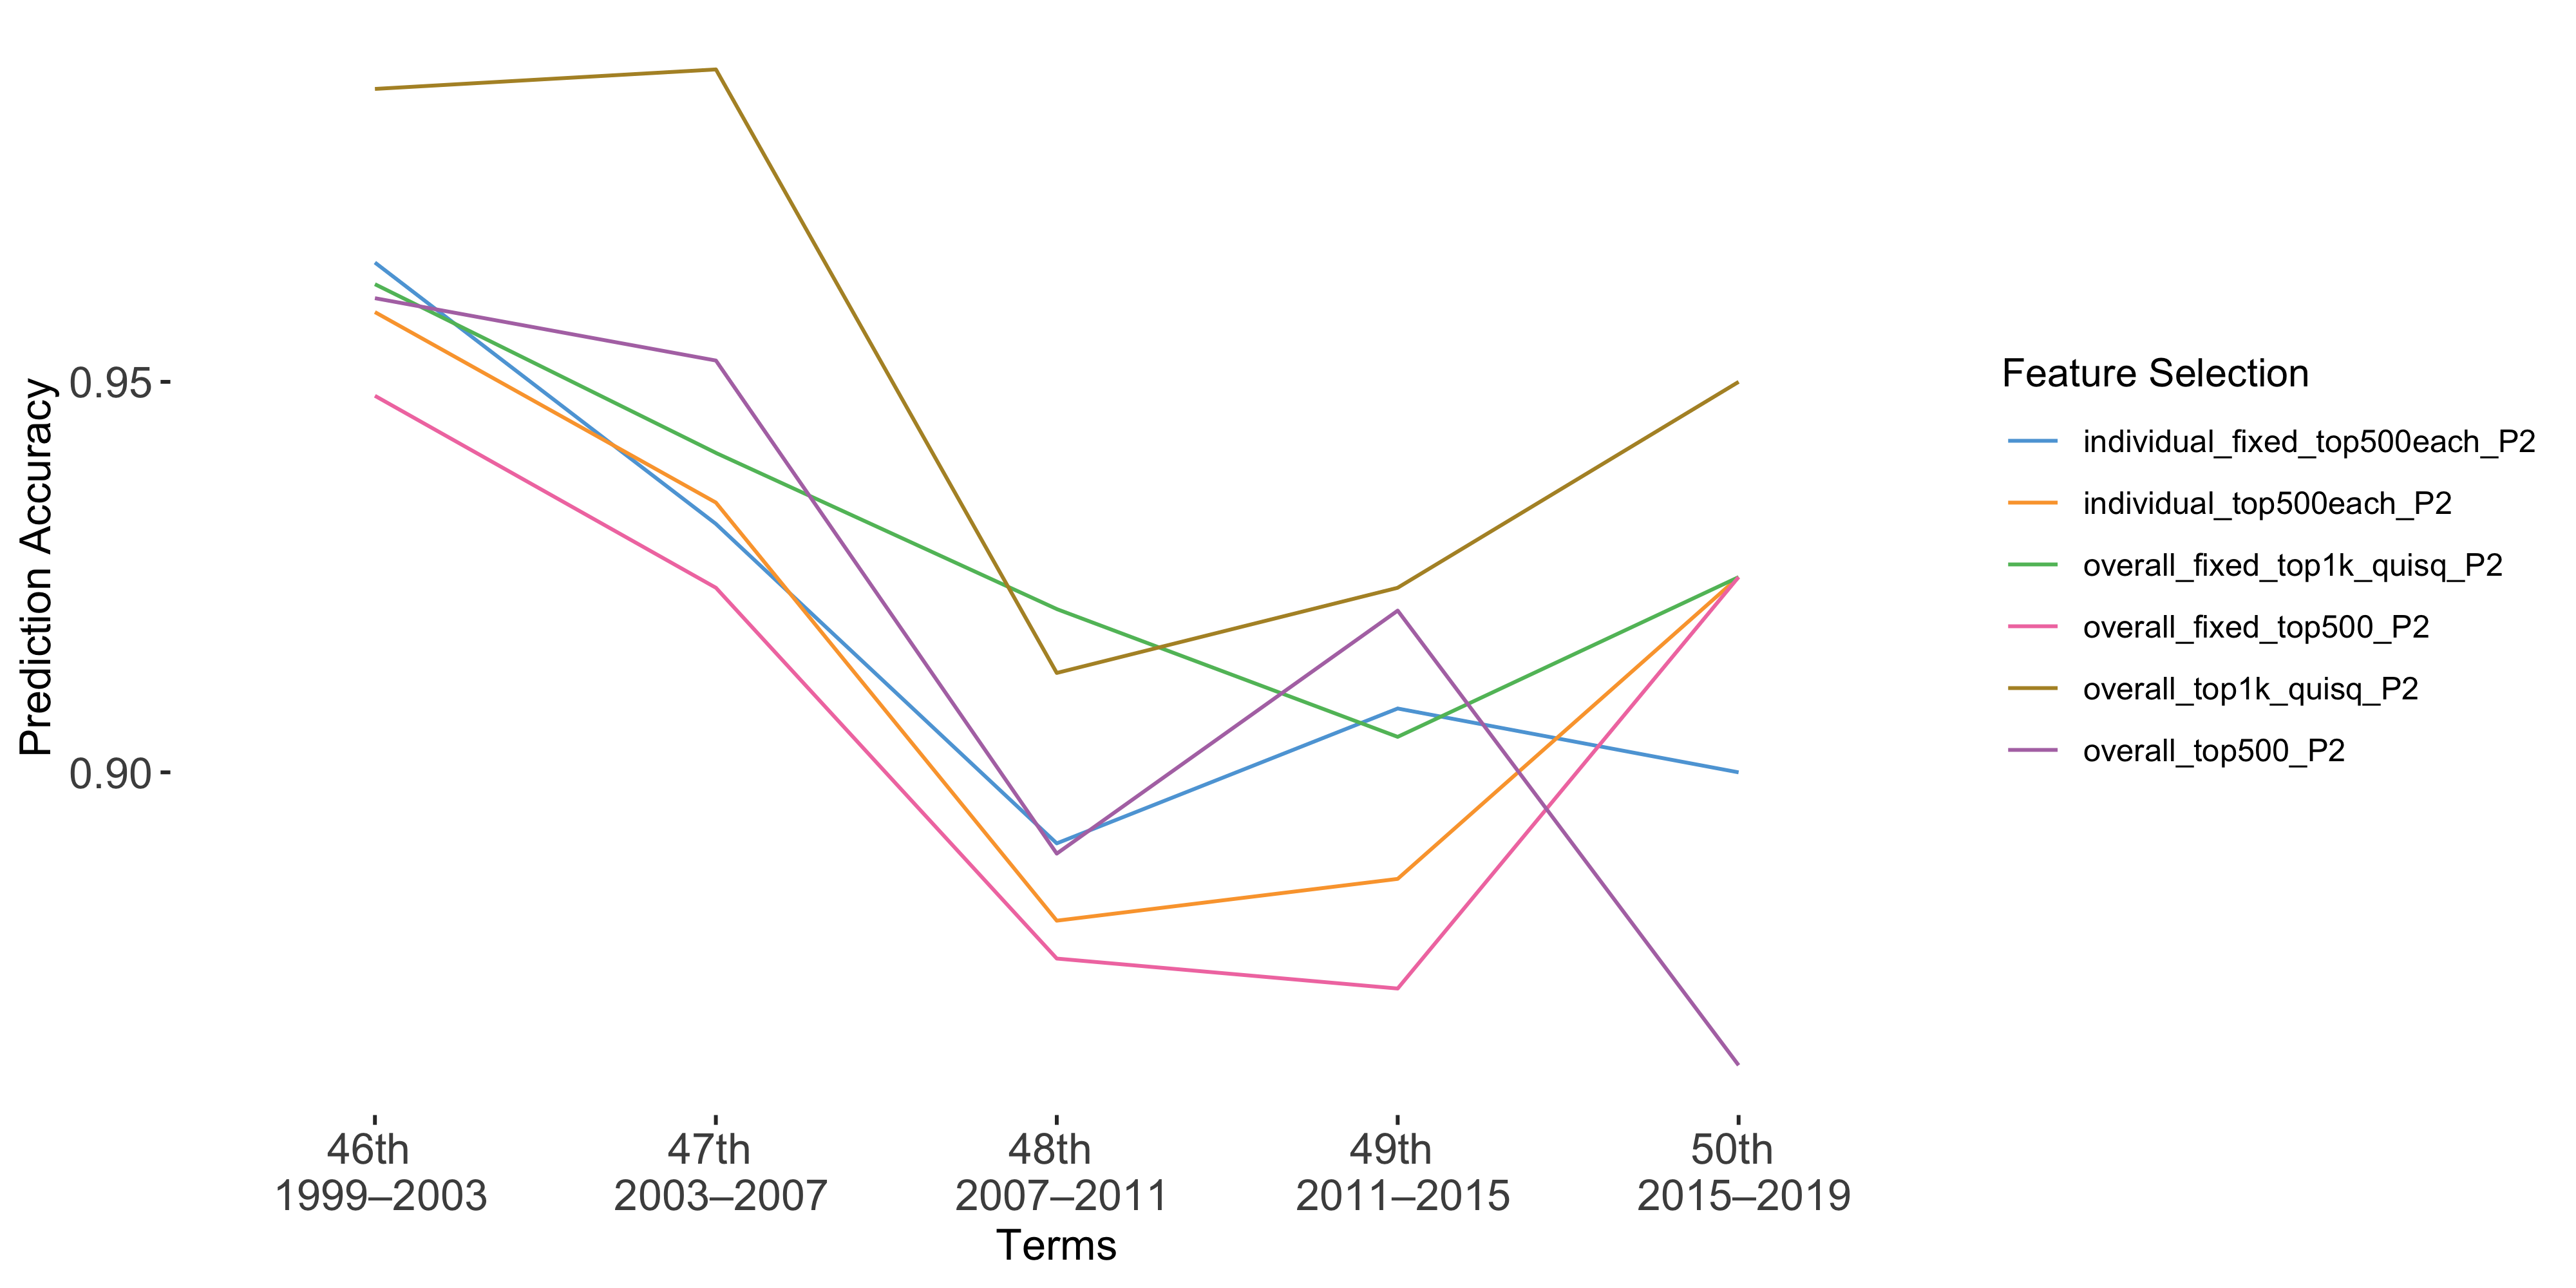 Prediction Accuracy
0.95
0.90
46th
1999–2003
47th
2003–2007
48th
2007–2011
49th
2011–2015
50th
2015–2019
Terms
Feature Selection
individual_fixed_top500each_P2
individual_top500each_P2
overall_fixed_top1k_quisq_P2
overall_fixed_top500_P2
overall_top1k_quisq_P2
overall_top500_P2